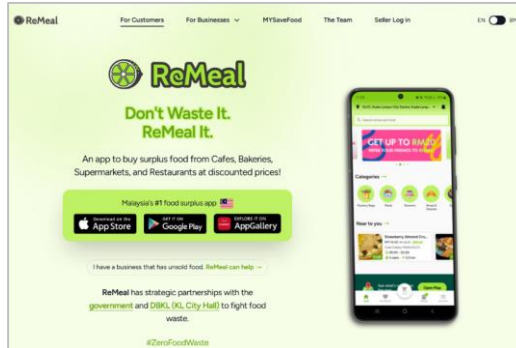 ReMeal
For Customers
For Businesses
MYSaveFood
The Team
Seller Log in
EN
BM
ReMeal
Don't Waste It.
ReMeal It.
An app to buy surplus food from Cafes, Bakeries,
Supermarkets, and Restaurants at discounted prices!
Malaysia's #1 food surplus app
Download on the
App Store
GET IT ON
Google Play
EXPLORE IT ON
AppGallery
I have a business that has unsold food. ReMeal can help →
ReMeal has strategic partnerships with the
government and DBKL (KL City Hall) to fight food
waste.
#ZeroFoodWaste
GET UP TO RM20
Categories →
Near to you →
Strawberry Almond Cru...